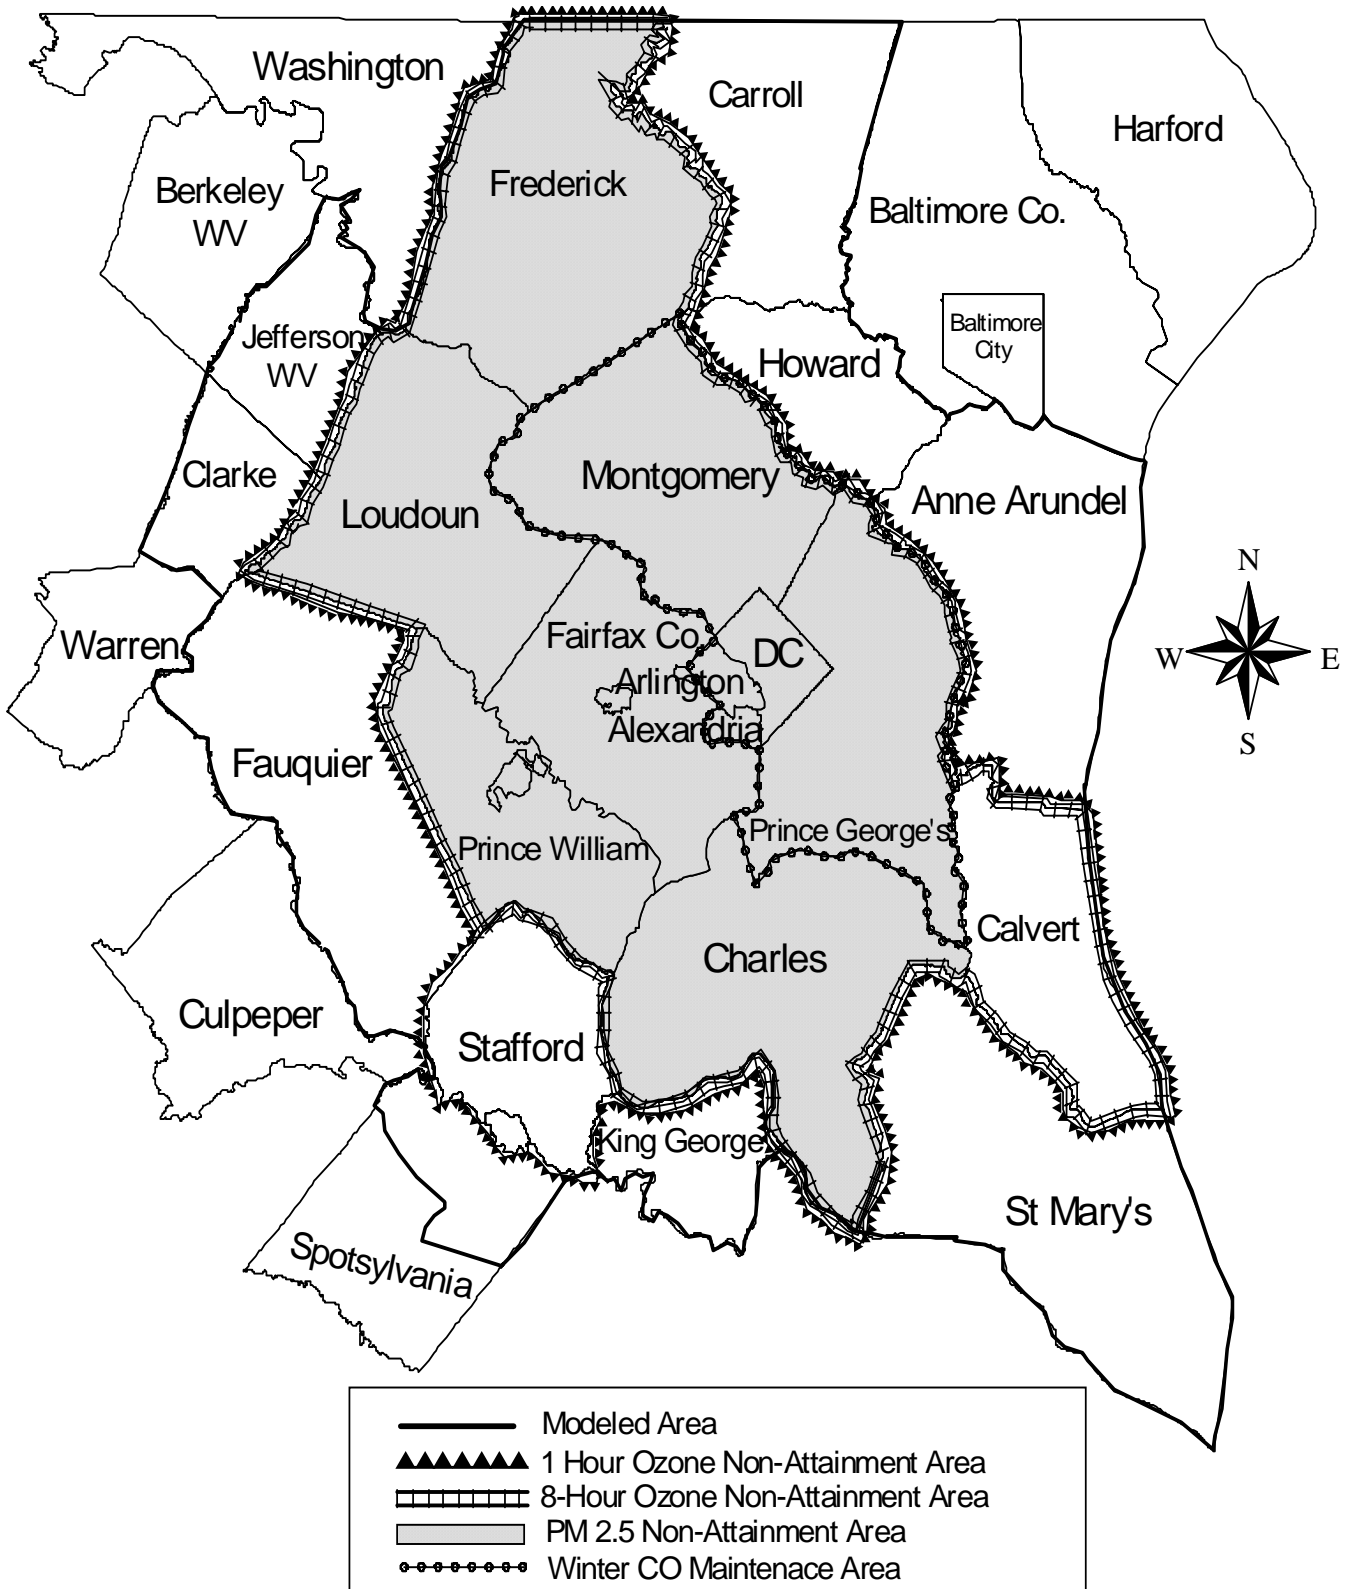 Washington
Carroll
Harford
Frederick
Berkeley
WV
Baltimore Co.
Jefferson
WV
Baltimore
City
Howard
Clarke
Montgomery
Loudoun
Anne Arundel
N
Warren
Fairfax Co.
DC
W
E
Arlington
Alexandria
S
Fauquier
Prince William
Prince George's
Calvert
Charles
Culpeper
Stafford
King George
St Mary's
Spotsylvania
Modeled Area
1 Hour Ozone Non-Attainment Area
8-Hour Ozone Non-Attainment Area
PM 2.5 Non-Attainment Area
Winter CO Maintenace Area